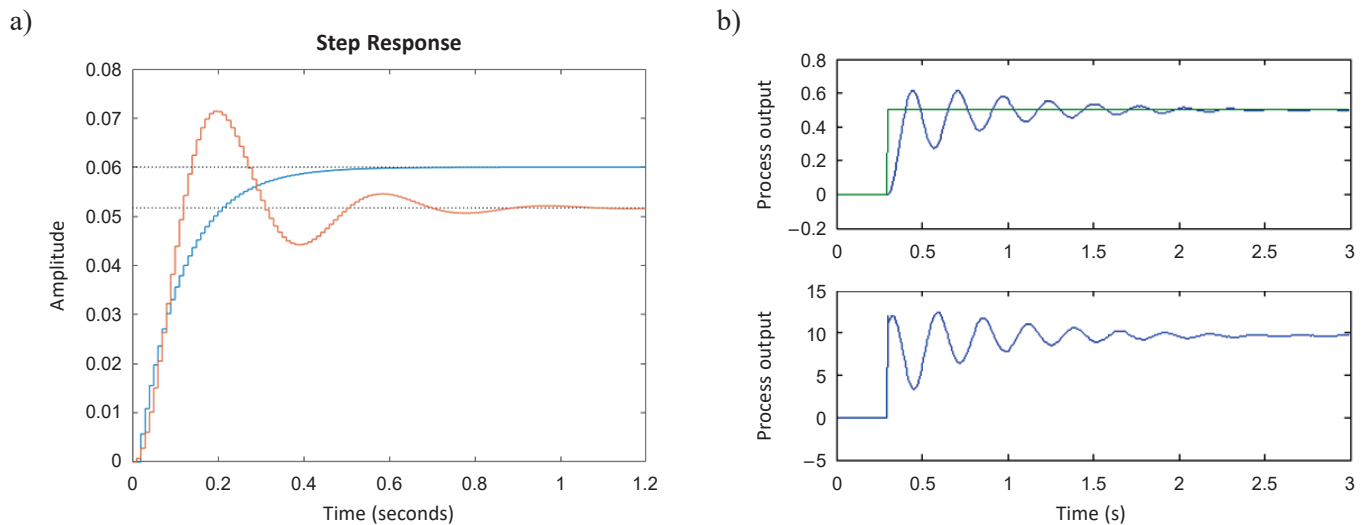 a)
Step Response
Amplitude
0.08
0.07
0.06
0.05
0.04
0.03
0.02
0.01
0
0 0.2 0.4 0.6 0.8 1 1.2
Time (seconds)
b)
Process output
0.8
0.6
0.4
0.2
0
–0.2
0 0.5 1 1.5 2 2.5 3
Process output
15
10
5
0
–5
0 0.5 1 1.5 2 2.5 3
Time (s)